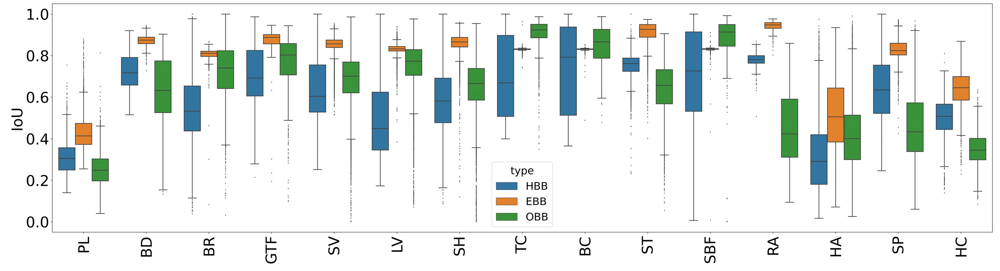 IoU
1.0
0.8
0.6
0.4
0.2
0.0
type
HBB
EBB
OBB
PL BD BR GTF SV LV SH TC BC ST SBF RA HA SP HC